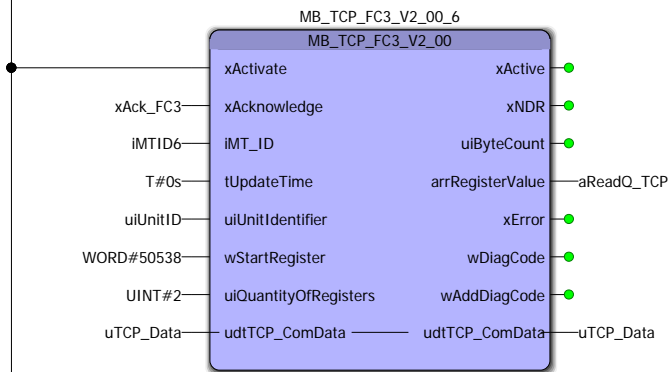 MB_TCP_FC3_V2_00_6
MB_TCP_FC3_V2_00
xActivate xActive
xAck_FC3 xAcknowledge xNDR
iMTID6 iMT_ID uiByteCount
T#0s tUpdateTime arrRegisterValue aReadQ_TCP
uiUnitID uiUnitIdentifier xError
WORD#50538 wStartRegister wDiagCode
UINT#2 uiQuantityOfRegisters wAddDiagCode
uTCP_Data udtTCP_ComData udtTCP_ComData uTCP_Data